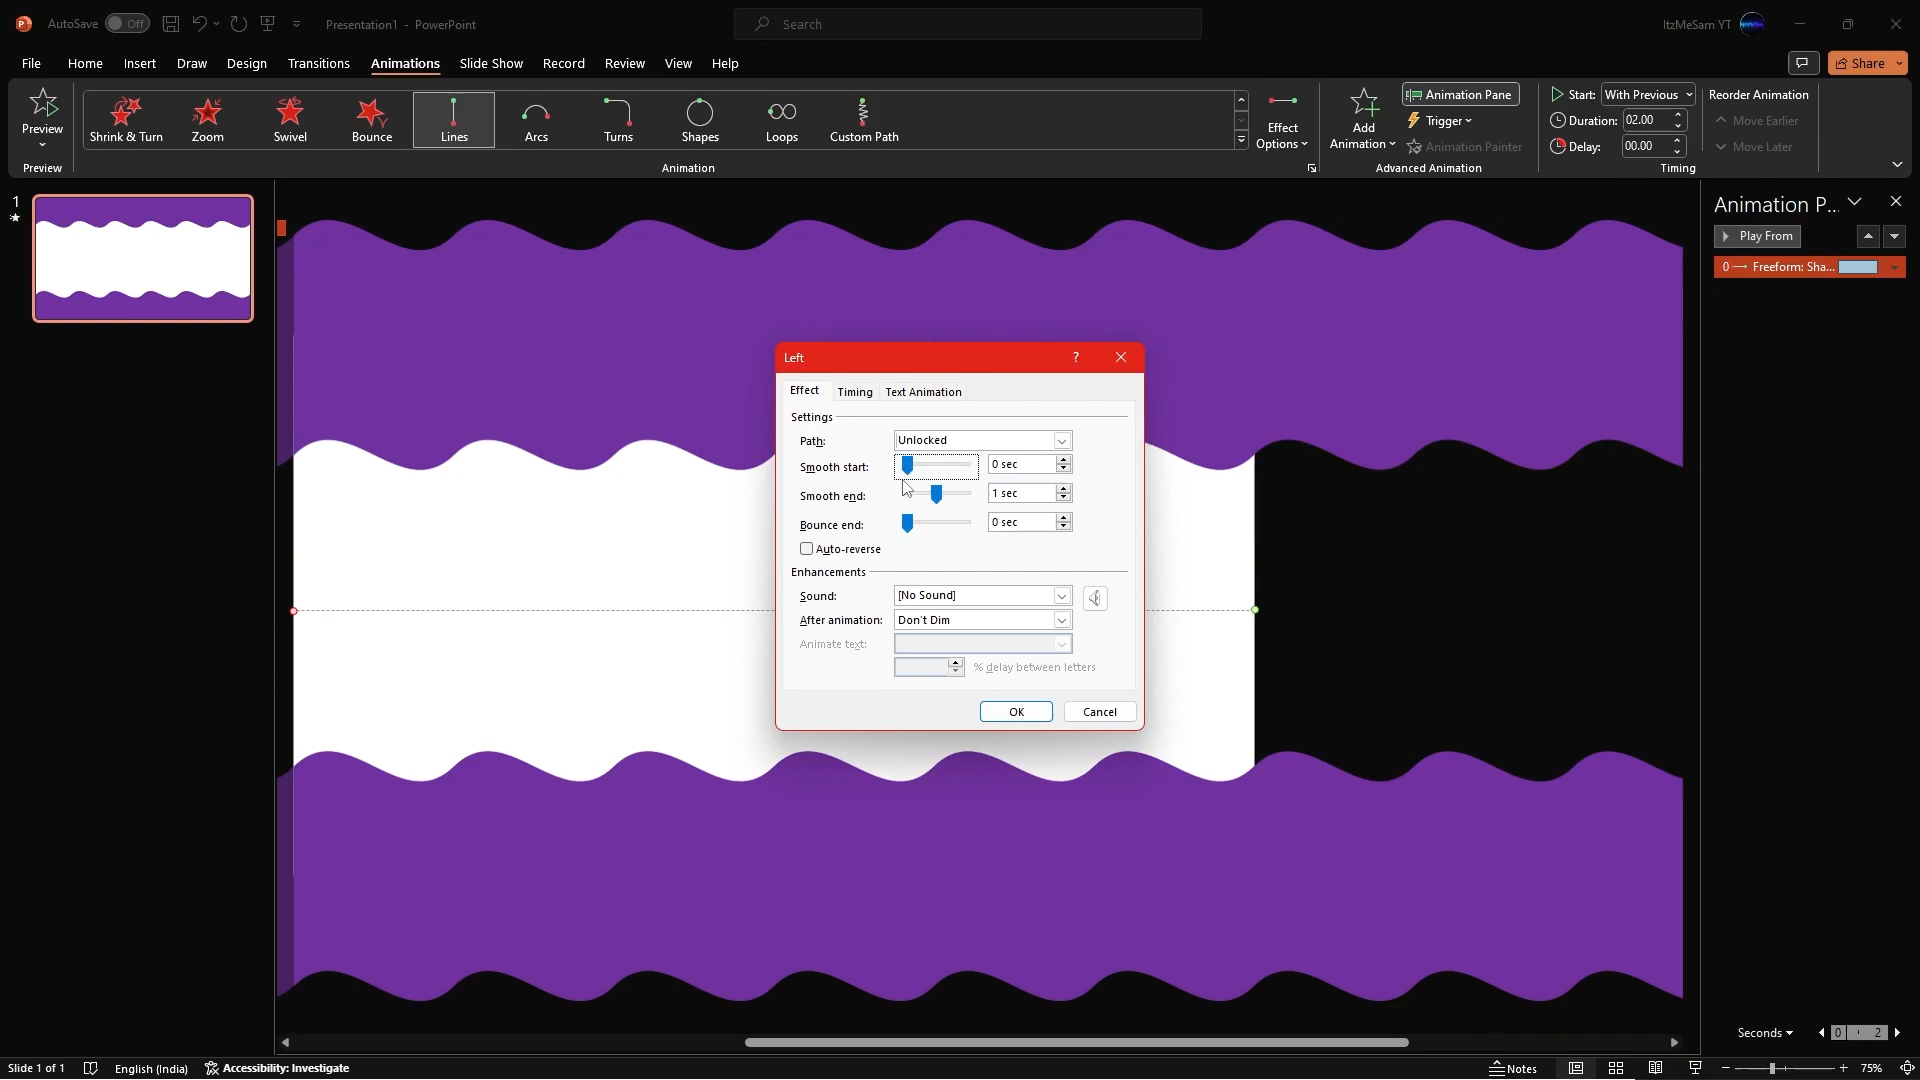 AutoSave Off Presentation1 - PowerPoint Search ItzMeSam YT
File Home Insert Draw Design Transitions Animations Slide Show Record Review View Help Share
Preview
Preview
Shrink & Turn Zoom Swivel Bounce Lines Arcs Turns Shapes Loops Custom Path
Animation
Effect
Options
Add
Animation
Animation Pane
Trigger
Animation Painter
Advanced Animation
Start: With Previous
Duration: 02.00
Delay: 00.00
Timing
Reorder Animation
Move Earlier
Move Later
1
Animation P...
Play From
0 Freeform: Sha...
Left ?
Effect Timing Text Animation
Settings
Path: Unlocked
Smooth start: 0 sec
Smooth end: 1 sec
Bounce end: 0 sec
Auto-reverse
Enhancements
Sound: [No Sound]
After animation: Don't Dim
Animate text:
% delay between letters
OK Cancel
Seconds 0 2
Slide 1 of 1 English (India) Accessibility: Investigate Notes 75%